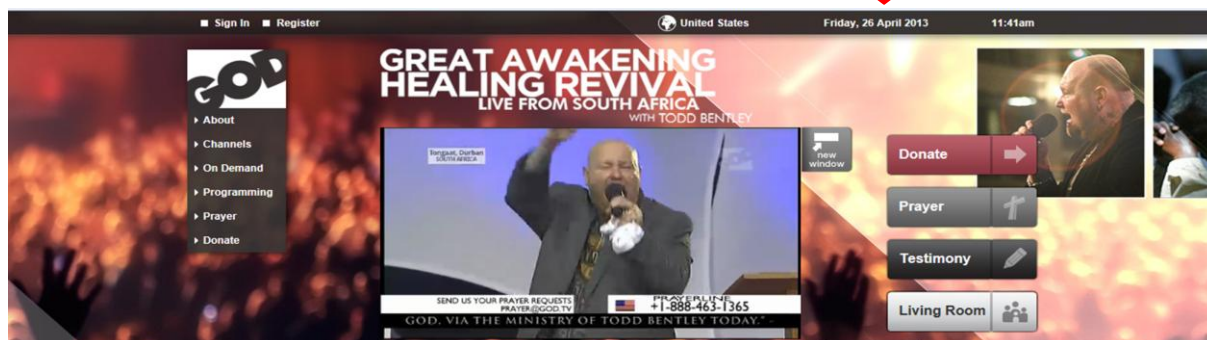 Sign In Register
United States
Friday, 26 April 2013
11:41am
GOD
About
Channels
On Demand
Programming
Prayer
Donate
GREAT AWAKENING
HEALING REVIVAL
LIVE FROM SOUTH AFRICA
WITH TODD BENTLEY
Tongaat, Durban
SOUTH AFRICA
SEND US YOUR PRAYER REQUESTS
PRAYER@GOD.TV
PRAYERLINE
+1-888-463-1365
GOD, VIA THE MINISTRY OF TODD BENTLEY TODAY." -
new
window
Donate
Prayer
Testimony
Living Room